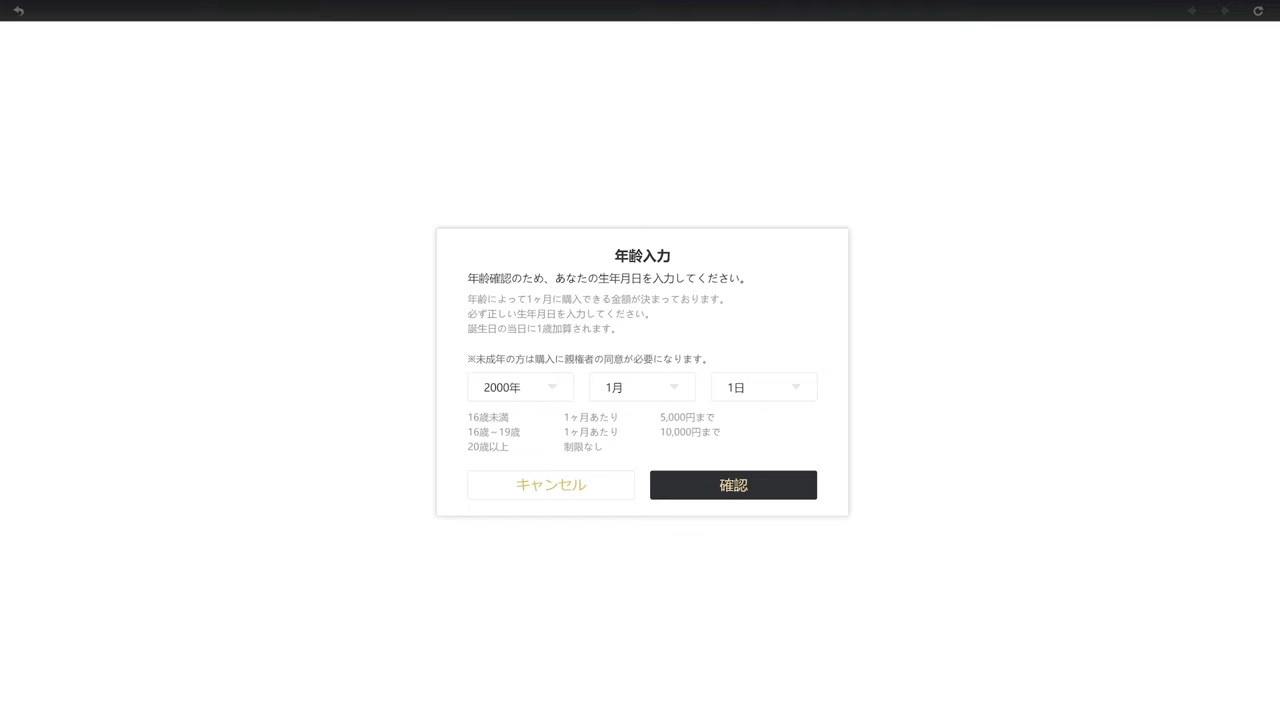 年齢入力
年齢確認のため、あなたの生年月日を入力してください。
年齢によって1ヶ月に購入できる金額が決まっております。
必ず正しい生年月日を入力してください。
誕生日の当日に1歳加算されます。
※未成年の方は購入に親権者の同意が必要になります。
2000年 1月 1日
16歳未満 1ヶ月あたり 5,000円まで
16歳～19歳 1ヶ月あたり 10,000円まで
20歳以上 制限なし
キャンセル 確認